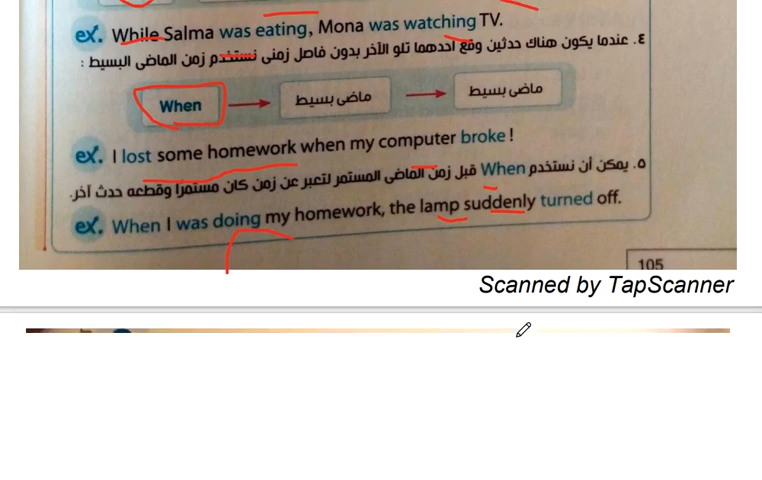 ex. While Salma was eating, Mona was watching TV.
٤. عندما يكون هناك حدثين وقع احدهما تلو الآخر بدون فاصل زمنى نستخدم زمن الماضى البسيط :
When ماضى بسيط ماضى بسيط
ex. I lost some homework when my computer broke !
٥. يمكن أن نستخدم When قبل زمن الماضى المستمر لتعبر عن زمن كان مستمرا وقطعه حدث آخر.
ex. When I was doing my homework, the lamp suddenly turned off.
105
Scanned by TapScanner